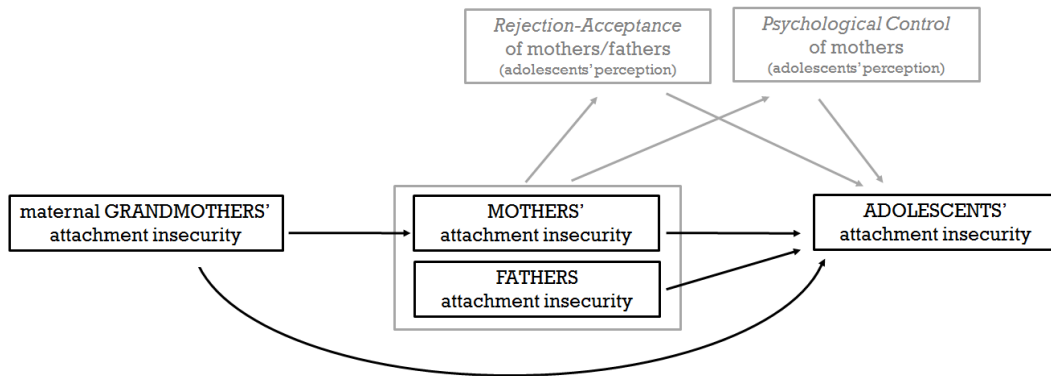 Rejection-Acceptance
of mothers/fathers
(adolescents' perception)
Psychological Control
of mothers
(adolescents' perception)
maternal GRANDMOTHERS'
attachment insecurity
MOTHERS'
attachment insecurity
FATHERS
attachment insecurity
ADOLESCENTS'
attachment insecurity